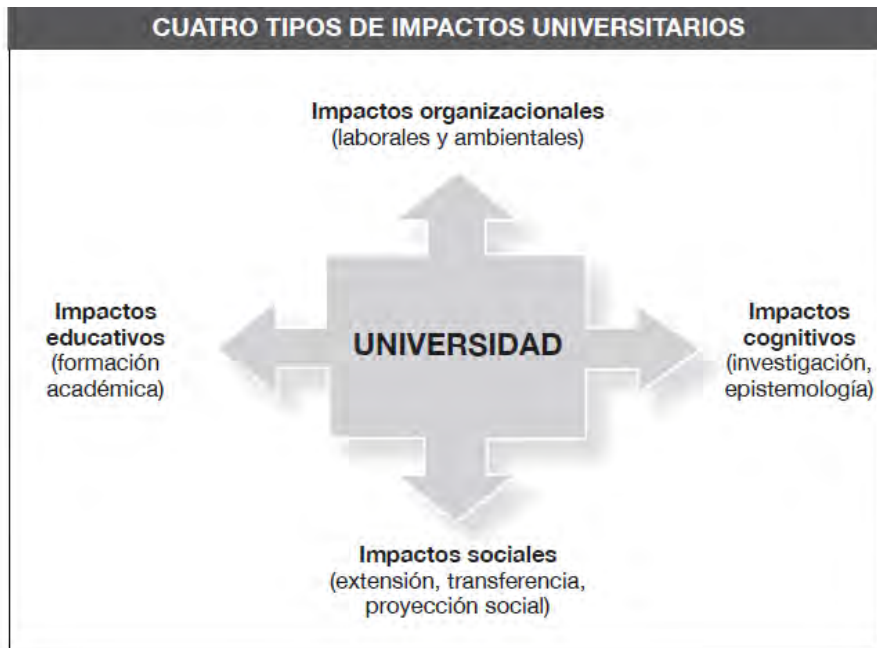 CUATRO TIPOS DE IMPACTOS UNIVERSITARIOS
Impactos organizacionales
(laborales y ambientales)
Impactos
educativos
(formación
académica)
UNIVERSIDAD
Impactos
cognitivos
(investigación,
epistemología)
Impactos sociales
(extensión, transferencia,
proyección social)